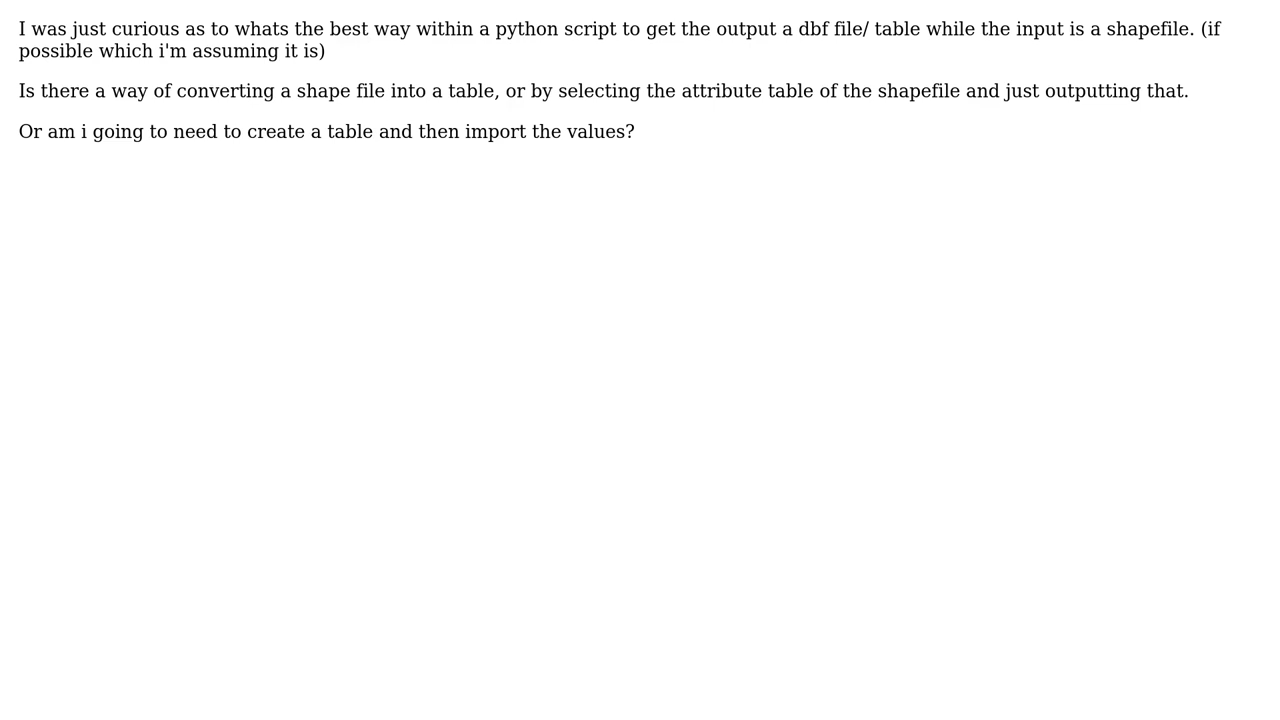 I was just curious as to whats the best way within a python script to get the output a dbf file/ table while the input is a shapefile. (if
possible which i'm assuming it is)
Is there a way of converting a shape file into a table, or by selecting the attribute table of the shapefile and just outputting that.
Or am i going to need to create a table and then import the values?